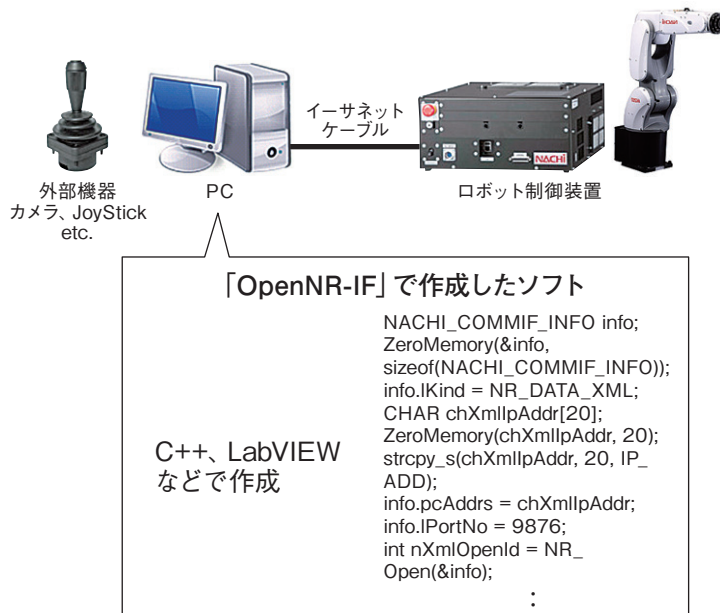 イーサネット
ケーブル
NACHi
外部機器
カメラ、JoyStick
etc.
PC
ロボット制御装置
「OpenNR-IF」で作成したソフト
C++、LabVIEW
などで作成
NACHI_COMMIF_INFO info;
ZeroMemory(&info,
sizeof(NACHI_COMMIF_INFO));
info.lKind = NR_DATA_XML;
CHAR chXmlIpAddr[20];
ZeroMemory(chXmlIpAddr, 20);
strcpy_s(chXmlIpAddr, 20, IP_
ADD);
info.pcAddrs = chXmlIpAddr;
info.lPortNo = 9876;
int nXmlOpenId = NR_
Open(&info);
: